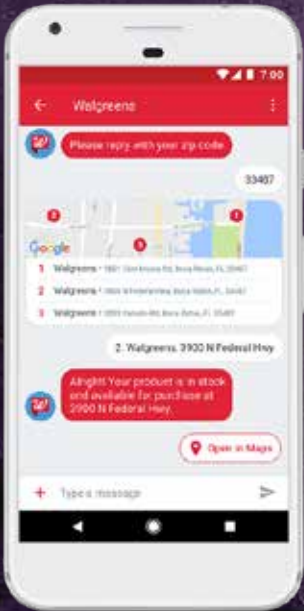 7:00
Walgreens
Please reply with your zip code
33487
Google
1 Walgreens
2 Walgreens
3 Walgreens
2. Walgreens, 3900 N Federal Hwy
Alright! Your product is in stock
and available for purchase at
3900 N Federal Hwy.
Open in Maps
Type a message